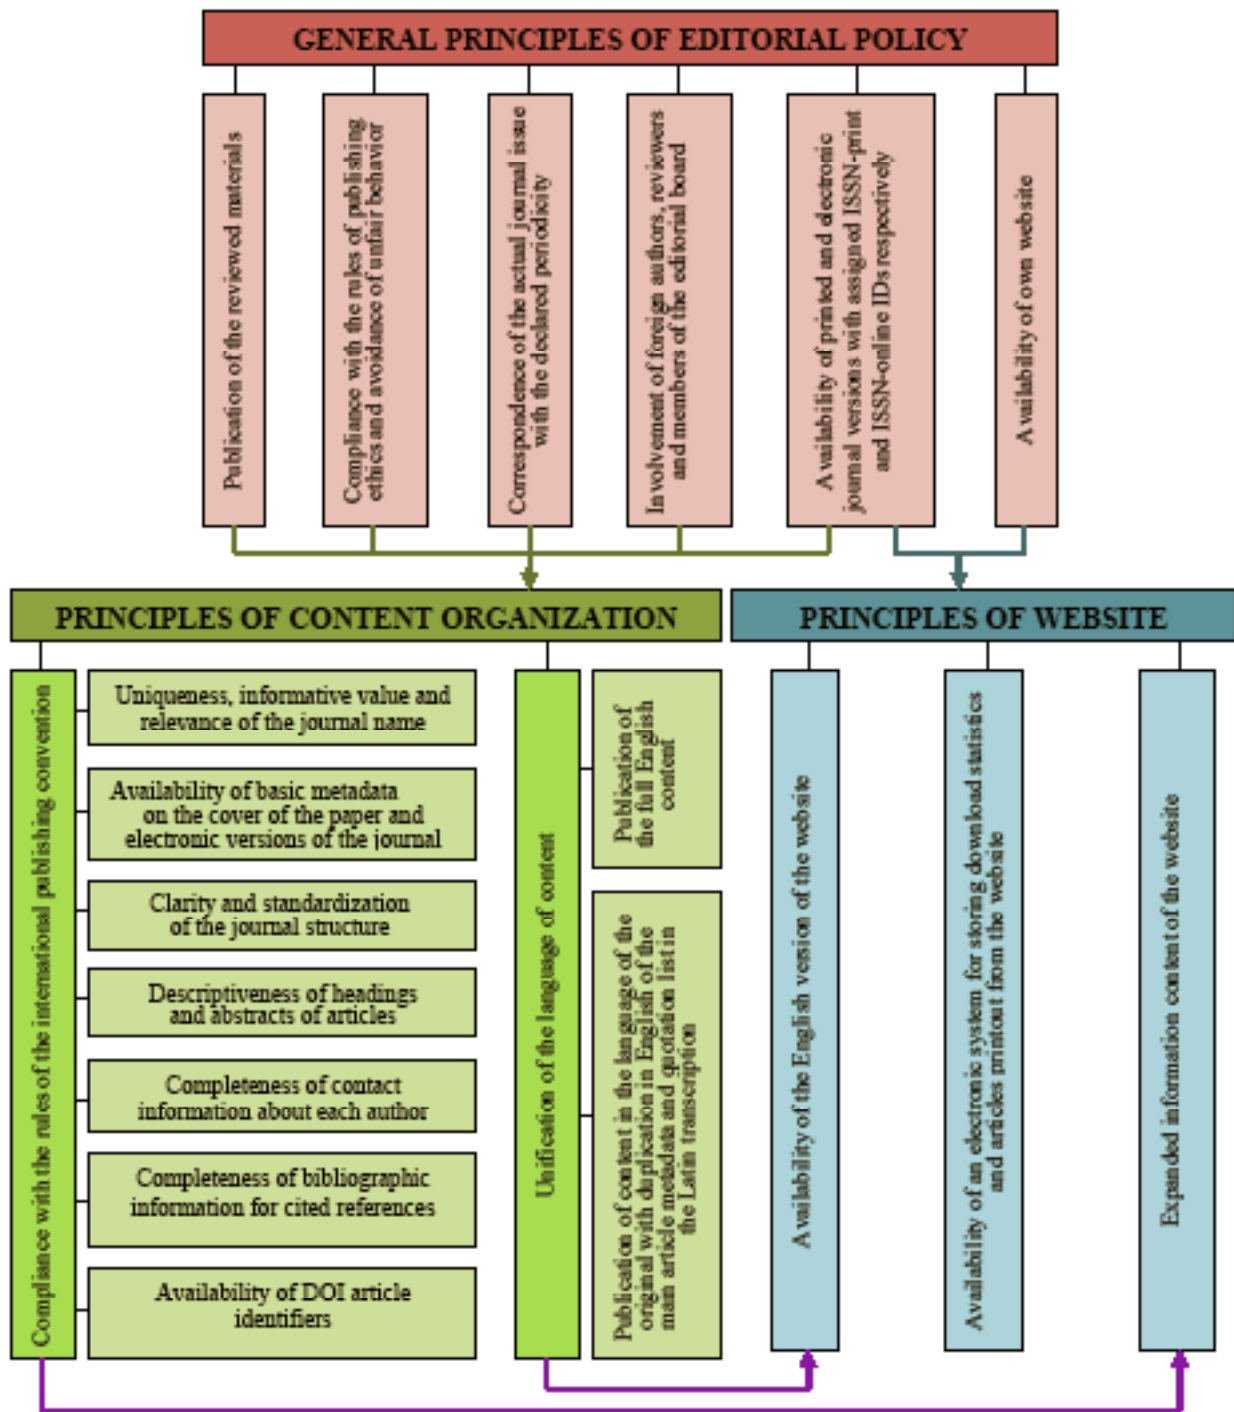 GENERAL PRINCIPLES OF EDITORIAL POLICY
Publication of the reviewed materials
Compliance with the rules of publishing
ethics and avoidance of unfair behavior
Correspondence of the actual journal issue
with the declared periodicity
Involvement of foreign authors, reviewers
and members of the editorial board
Availability of printed and electronic
journal versions with assigned ISSN-print
and ISSN-online IDs respectively
Availability of own website
PRINCIPLES OF CONTENT ORGANIZATION
Compliance with the rules of the international publishing convention
Uniqueness, informative value and
relevance of the journal name
Availability of basic metadata
on the cover of the paper and
electronic versions of the journal
Clarity and standardization
of the journal structure
Descriptiveness of headings
and abstracts of articles
Completeness of contact
information about each author
Completeness of bibliographic
information for cited references
Availability of DOI article
identifiers
Unification of the language of content
Publication of
the full English
content
Publication of content in the language of the
original with duplication in English of the
main article metadata and quotation list in
the Latin transcription
PRINCIPLES OF WEBSITE
Availability of the English version of the website
Availability of an electronic system for storing download statistics
and articles printout from the website
Expanded information content of the website